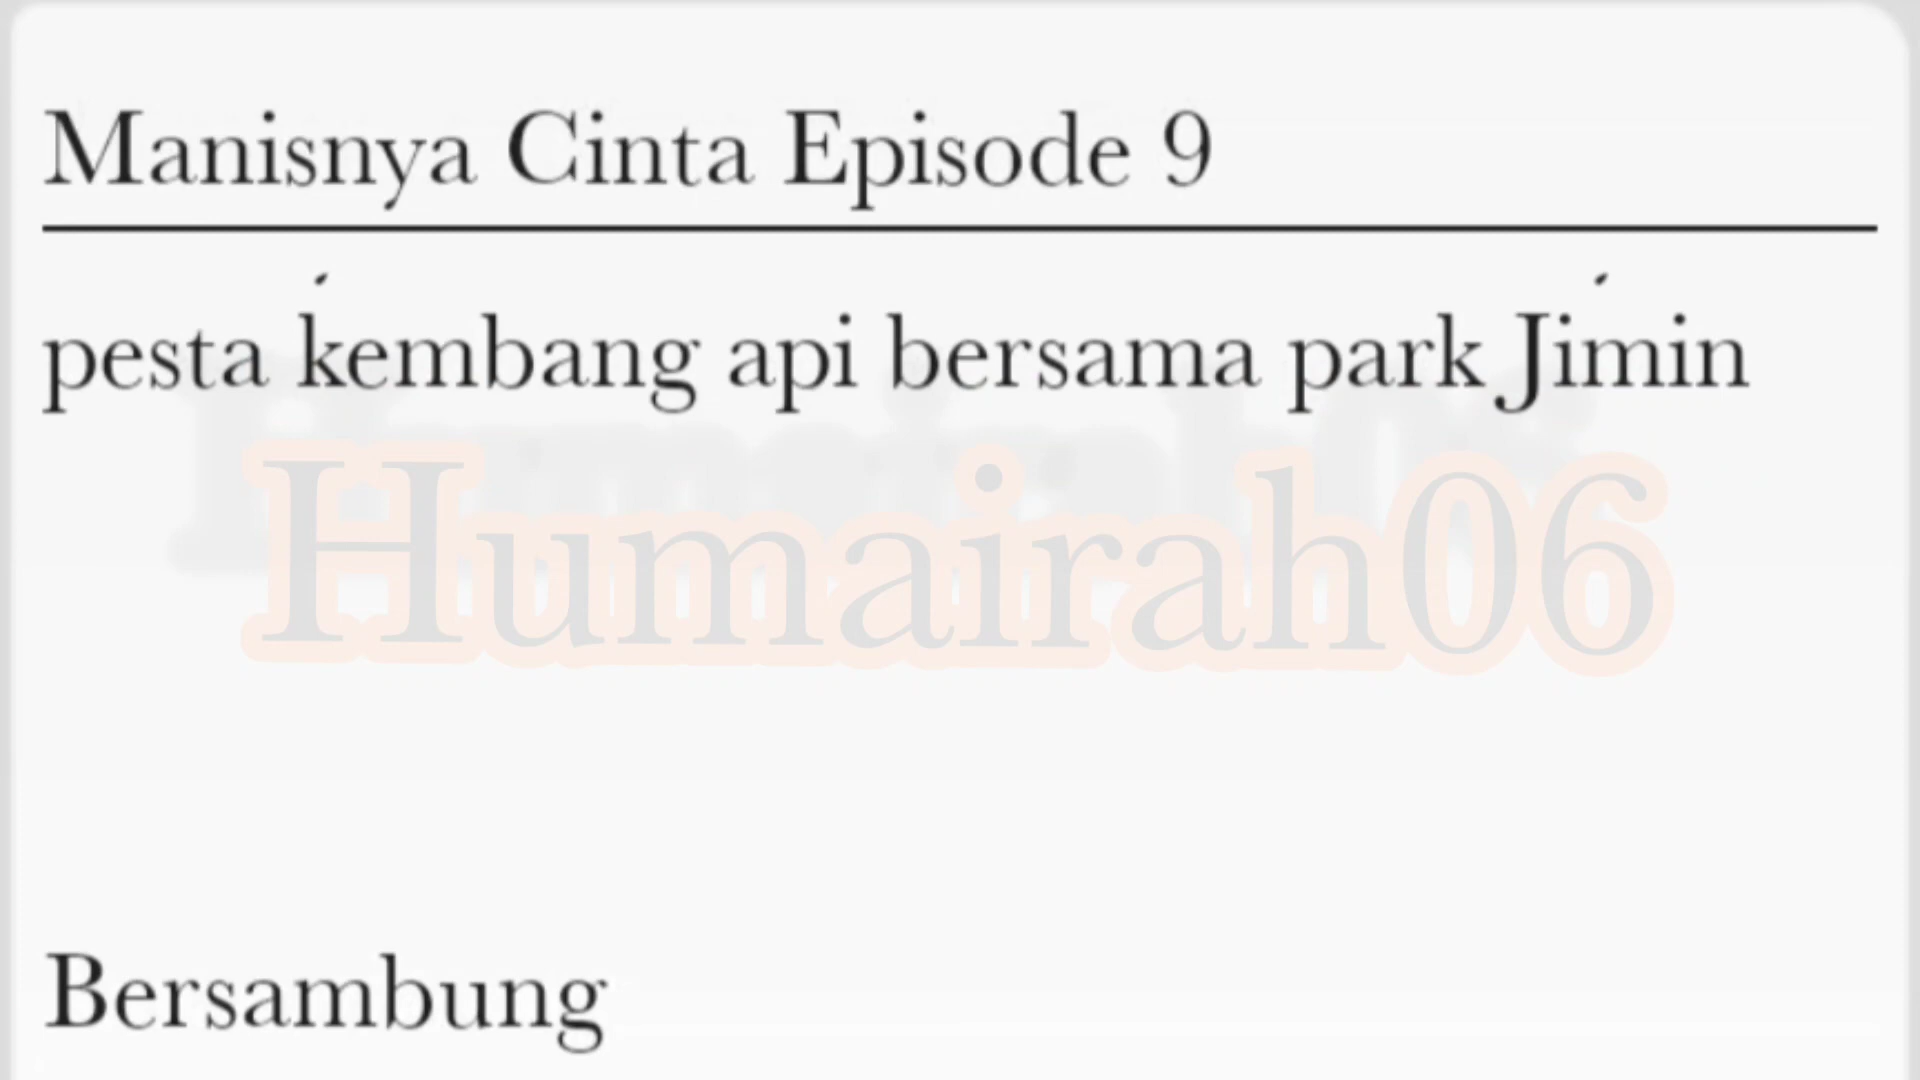 Manisnya Cinta Episode 9
pesta kembang api bersama park Jimin
Humairah06
Bersambung